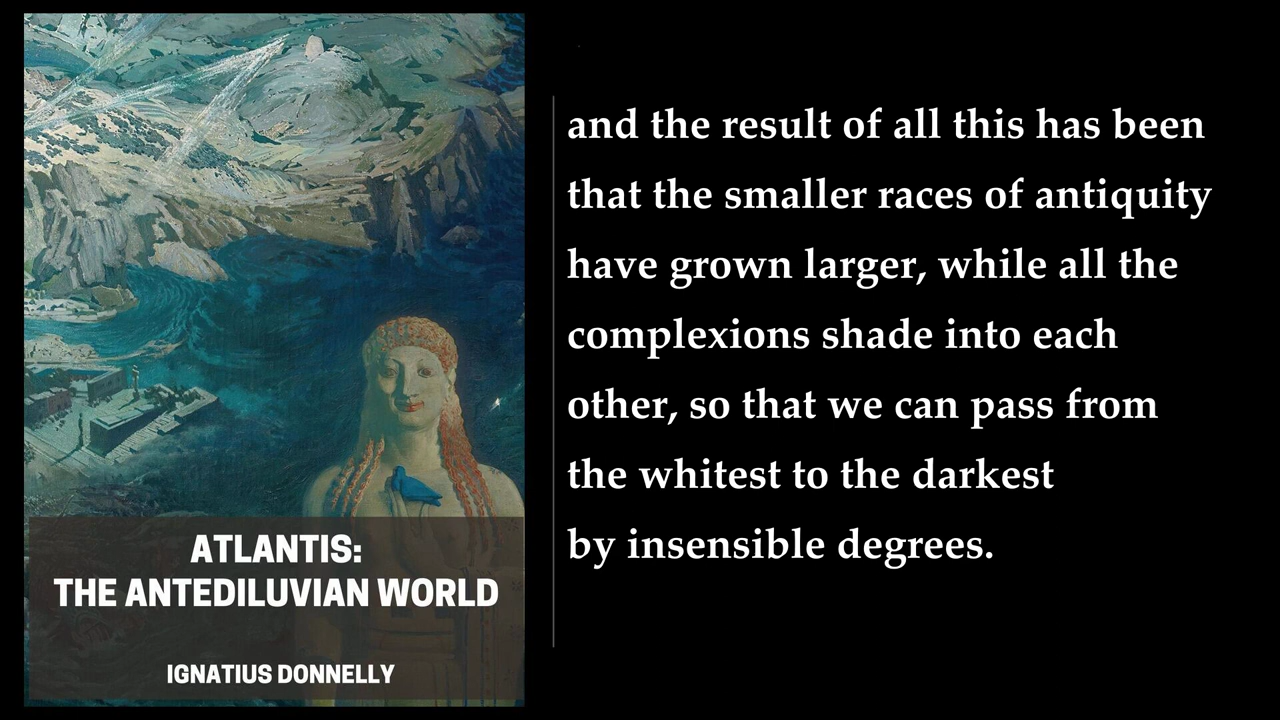 ATLANTIS:
THE ANTEDILUVIAN WORLD
IGNATIUS DONNELLY
and the result of all this has been
that the smaller races of antiquity
have grown larger, while all the
complexions shade into each
other, so that we can pass from
the whitest to the darkest
by insensible degrees.